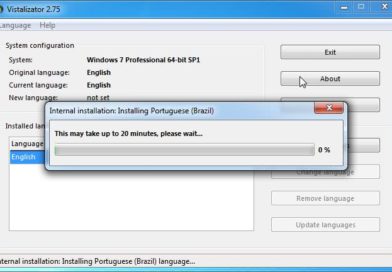 Vistalizator 2.75
Language Help
System configuration
System: Windows 7 Professional 64-bit SP1
Original language: English
Current language: English
New language: not set
Exit
About
Internal installation: Installing Portuguese (Brazil)
This may take up to 20 minutes, please wait...
0 %
Installed lan
Language
English
s
Change language
Remove language
Update languages
nternal installation: Installing Portuguese (Brazil) language...